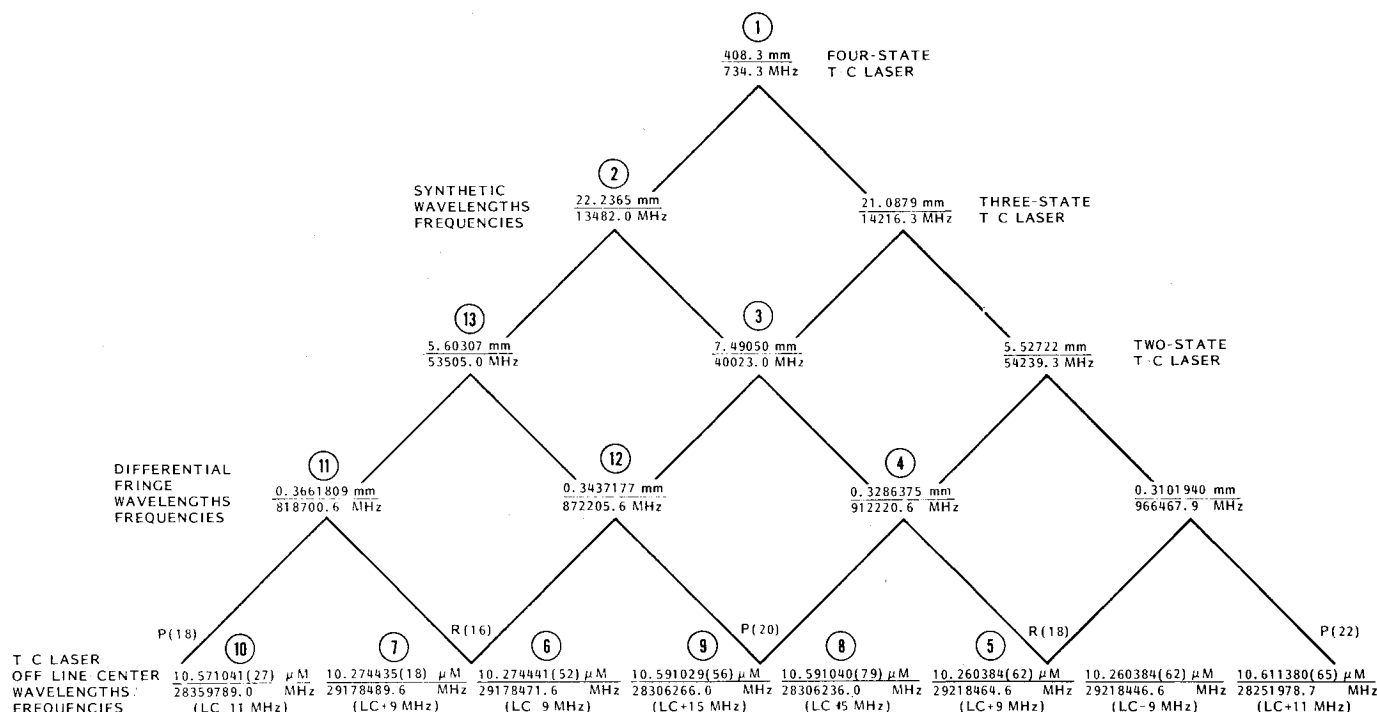 1
408.3 mm FOUR-STATE
734.3 MHz T·C LASER
2
SYNTHETIC
WAVELENGTHS
FREQUENCIES
22.2365 mm
13482.0 MHz
21.0879 mm
14216.3 MHz
THREE-STATE
T C LASER
13
5.60307 mm
53505.0 MHz
3
7.49050 mm
40023.0 MHz
5.52722 mm
54239.3 MHz
TWO-STATE
T·C LASER
DIFFERENTIAL
FRINGE
WAVELENGTHS
FREQUENCIES
11
0.3661809 mm
818700.6 MHz
12
0.3437177 mm
872205.6 MHz
4
0.3286375 mm
912220.6 MHz
0.3101940 mm
966467.9 MHz
P(18) R(16) P(20) R(18) P(22)
10 7 6 9 8 5
T C LASER
OFF LINE CENTER 10.571041(27) μM 10.274435(18) μM 10.274441(52) μM 10.591029(56) μM 10.591040(79) μM 10.260384(62) μM 10.260384(62) μM 10.611380(65) μM
WAVELENGTHS/ 28359789.0 MHz 29178489.6 MHz 29178471.6 MHz 28306266.0 MHz 28306236.0 MHz 29218464.6 MHz 29218446.6 MHz 28251978.7 MHz
FREQUENCIES (LC 11 MHz) (LC+9 MHz) (LC 9 MHz) (LC+15 MHz) (LC 15 MHz) (LC+9 MHz) (LC-9 MHz) (LC+11 MHz)